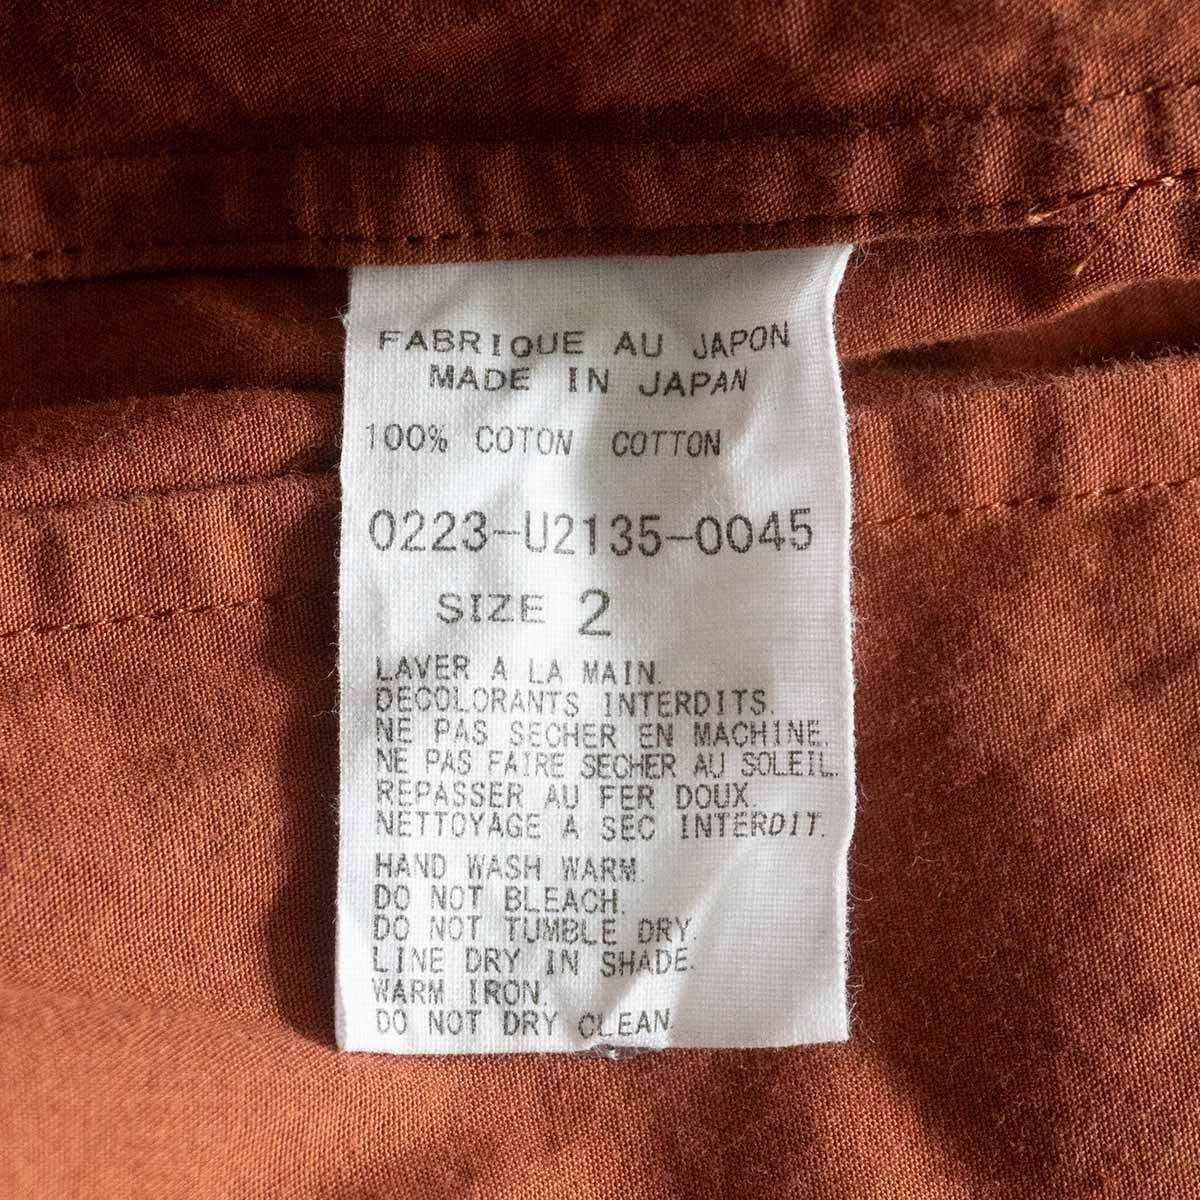 FABRIQUE AU JAPON
MADE IN JAPAN
100% COTON COTTON
0223-U2135-0045
SIZE 2
LAVER A LA MAIN.
DECOLORANTS INTERDITS.
NE PAS SECHER EN MACHINE.
NE PAS FAIRE SECHER AU SOLEIL.
REPASSER AU FER DOUX.
NETTOYAGE A SEC INTERDIT.
HAND WASH WARM.
DO NOT BLEACH.
DO NOT TUMBLE DRY.
LINE DRY IN SHADE.
WARM IRON.
DO NOT DRY CLEAN.